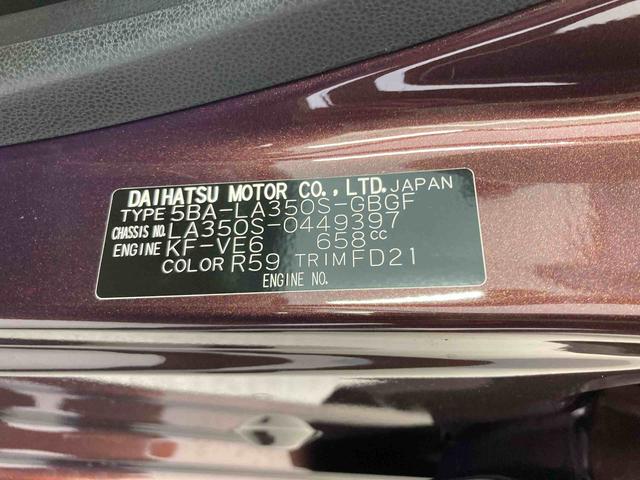 DAIHATSU MOTOR CO., LTD. JAPAN
TYPE 5BA-LA350S-GBGF
CHASSIS NO. LA350S-0449397
ENGINE KF-VE6 658cc
COLOR R59 TRIM FD21
ENGINE NO.